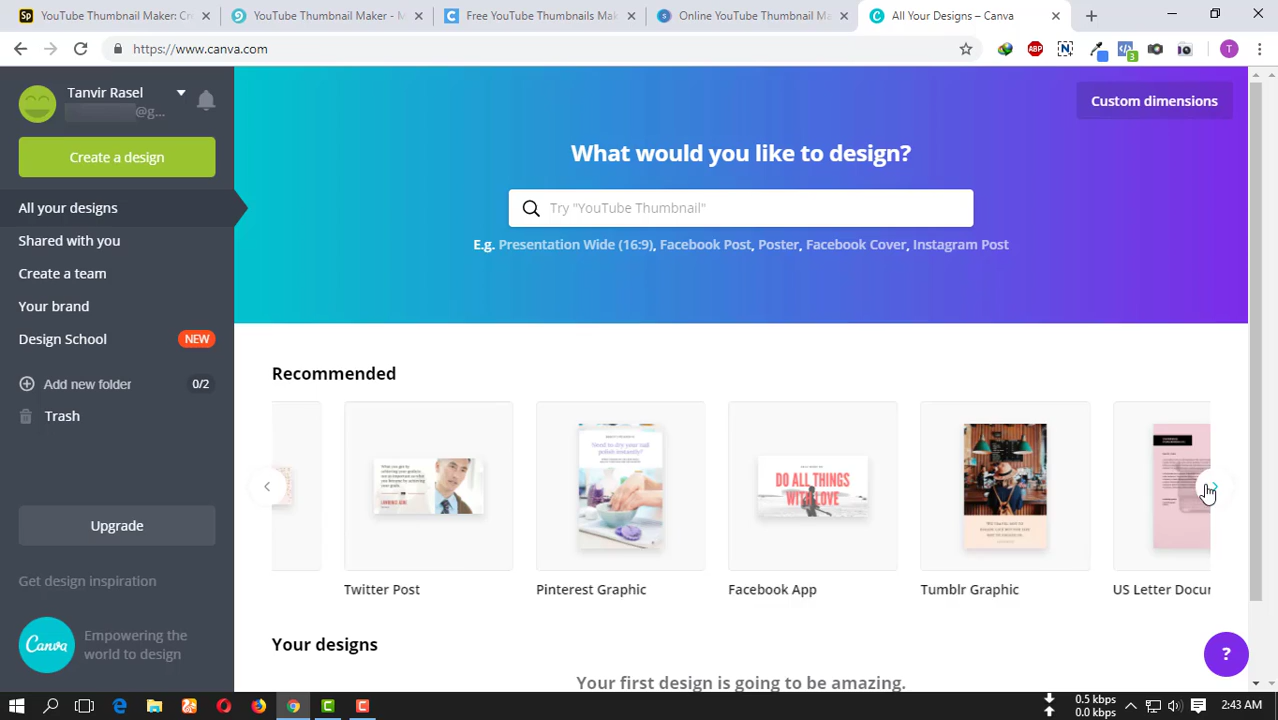 YouTube Thumbnail Maker: Cr
YouTube Thumbnail Maker - M
Free YouTube Thumbnails Mak
Online YouTube Thumbnail Ma
All Your Designs – Canva
https://www.canva.com
Tanvir Rasel
@g...
Create a design
All your designs
Shared with you
Create a team
Your brand
Design School NEW
Add new folder 0/2
Trash
Upgrade
Get design inspiration
Canva
Empowering the
world to design
Custom dimensions
What would you like to design?
Try "YouTube Thumbnail"
E.g. Presentation Wide (16:9), Facebook Post, Poster, Facebook Cover, Instagram Post
Recommended
DO ALL THINGS
WITH LOVE
Twitter Post
Pinterest Graphic
Facebook App
Tumblr Graphic
US Letter Docu
Your designs
Your first design is going to be amazing.
?
0.5 kbps
0.0 kbps
2:43 AM